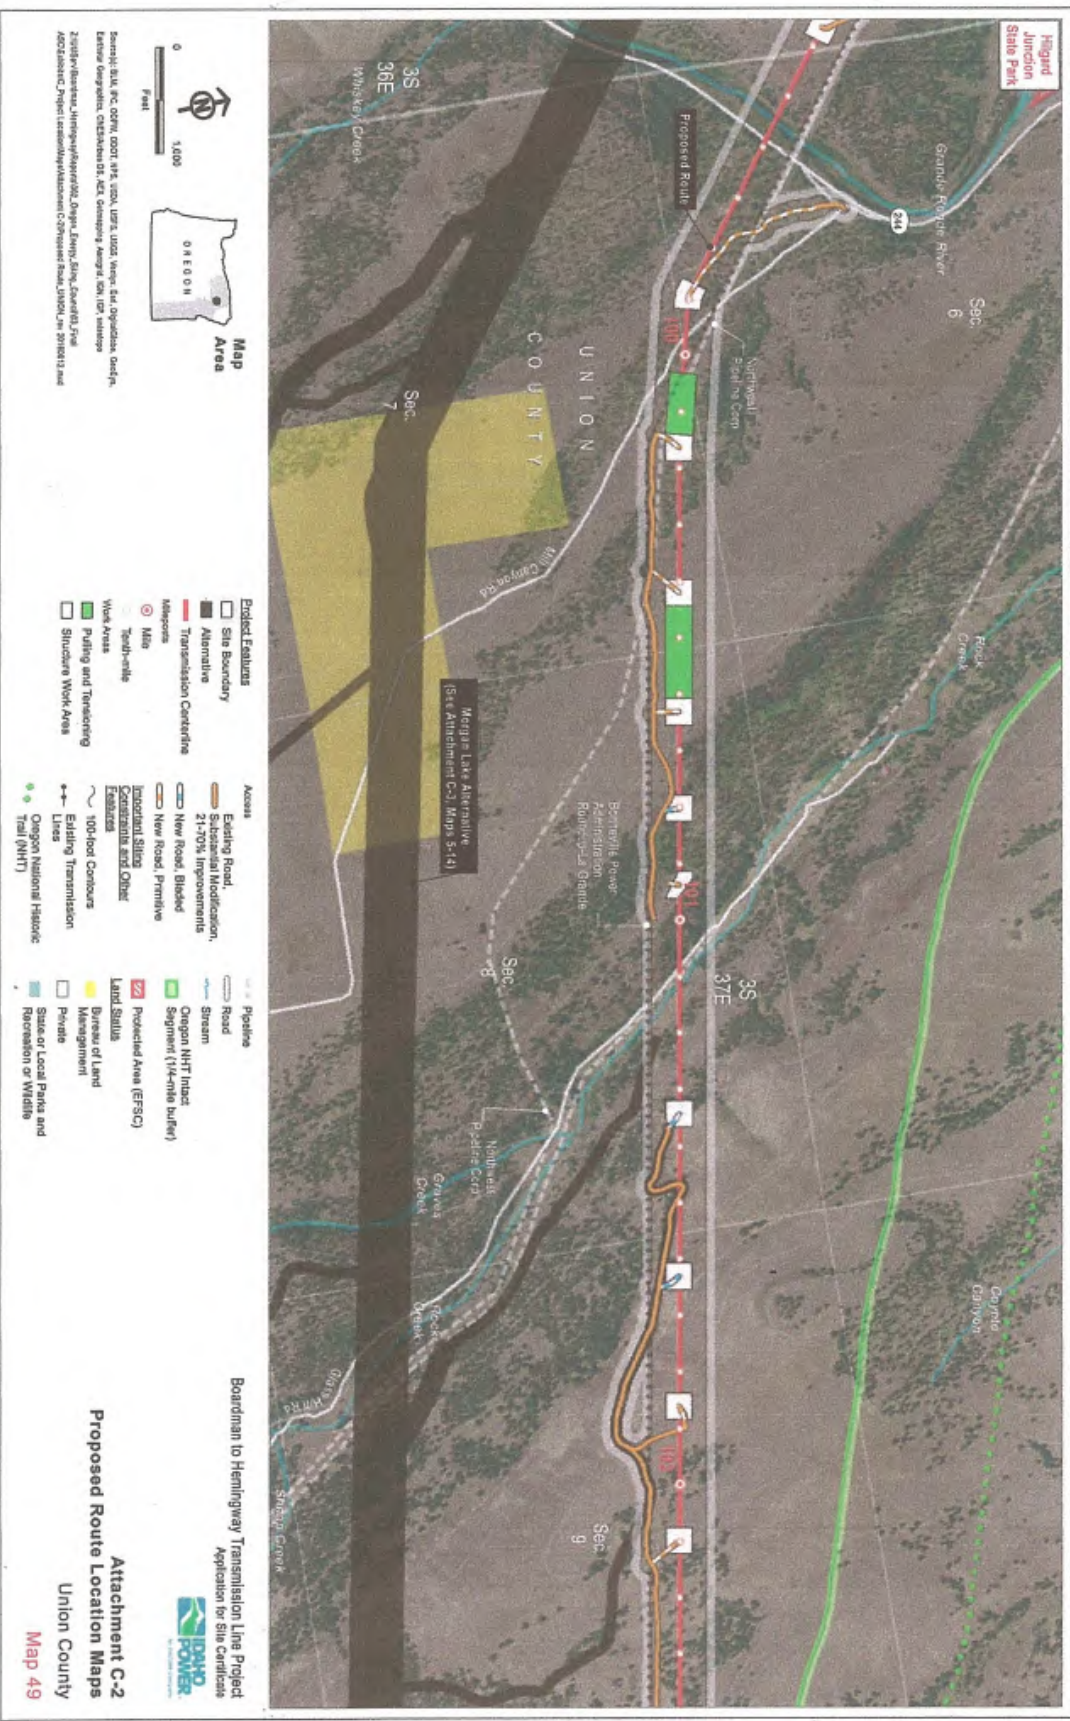 Hilgard
Junction
State Park
Grande Ronde River
244
Sec.
6
Proposed Route
3S
36E
Whiskey Creek
100
Northwest
Pipeline Corp
UNION
COUNTY
Sec.
7
Mill Canyon Rd
Rock
Creek
Morgan Lake Alternative
(See Attachment C-3, Maps 5-14)
Bonneville Power
Administration
Roundup-La Grande
101
3S
37E
Sec.
8
Northwest
Pipeline Corp
Graves
Creek
Rock
Creek
Glass Hill Rd
Sheep Creek
Coyote
Canyon
102
Sec.
9
0
1,000
Feet
N
OREGON
Map
Area
Project Features
Site Boundary
Alternative
Transmission Centerline
Mileposts
Mile
Tenth-mile
Work Areas
Pulling and Tensioning
Structure Work Area
Access
Existing Road,
Substantial Modification,
21-70% Improvements
New Road, Bladed
New Road, Primitive
Important Siting
Constraints and Other
Features
100-foot Contours
Existing Transmission
Lines
Oregon National Historic
Trail (NHT)
Pipeline
Road
Stream
Oregon NHT Intact
Segment (1/4-mile buffer)
Protected Area (EFSC)
Land Status
Bureau of Land
Management
Private
State or Local Parks and
Recreation or Wildlife
Boardman to Hemingway Transmission Line Project
Application for Site Certificate
IDAHO
POWER
Attachment C-2
Proposed Route Location Maps
Union County
Map 49